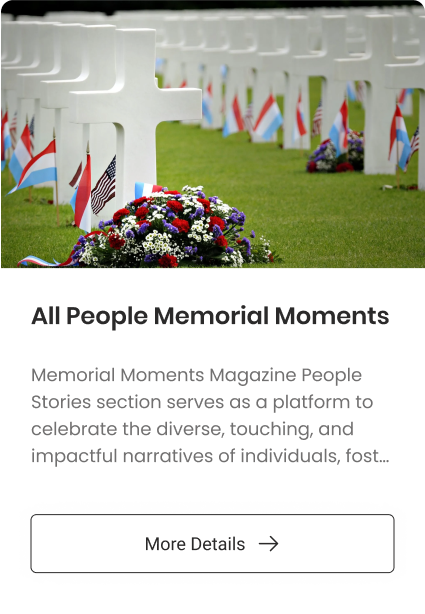 All People Memorial Moments
Memorial Moments Magazine People
Stories section serves as a platform to
celebrate the diverse, touching, and
impactful narratives of individuals, fost...
More Details